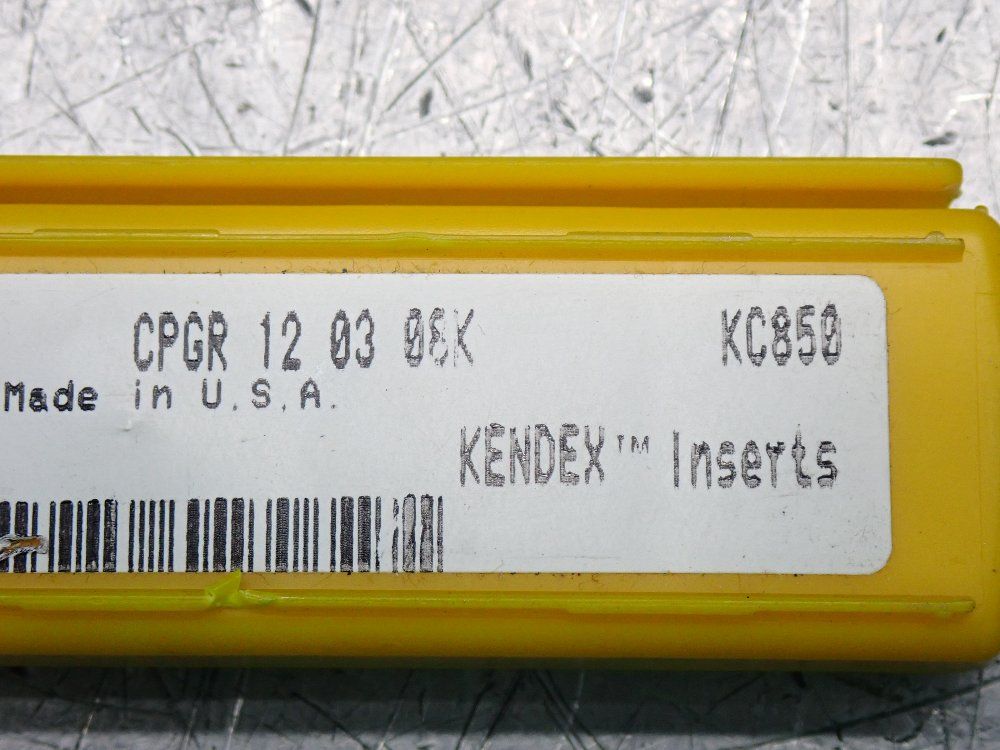 CPGR 12 03 08K KC850
Made in U.S.A.
KENDEX™ Inserts